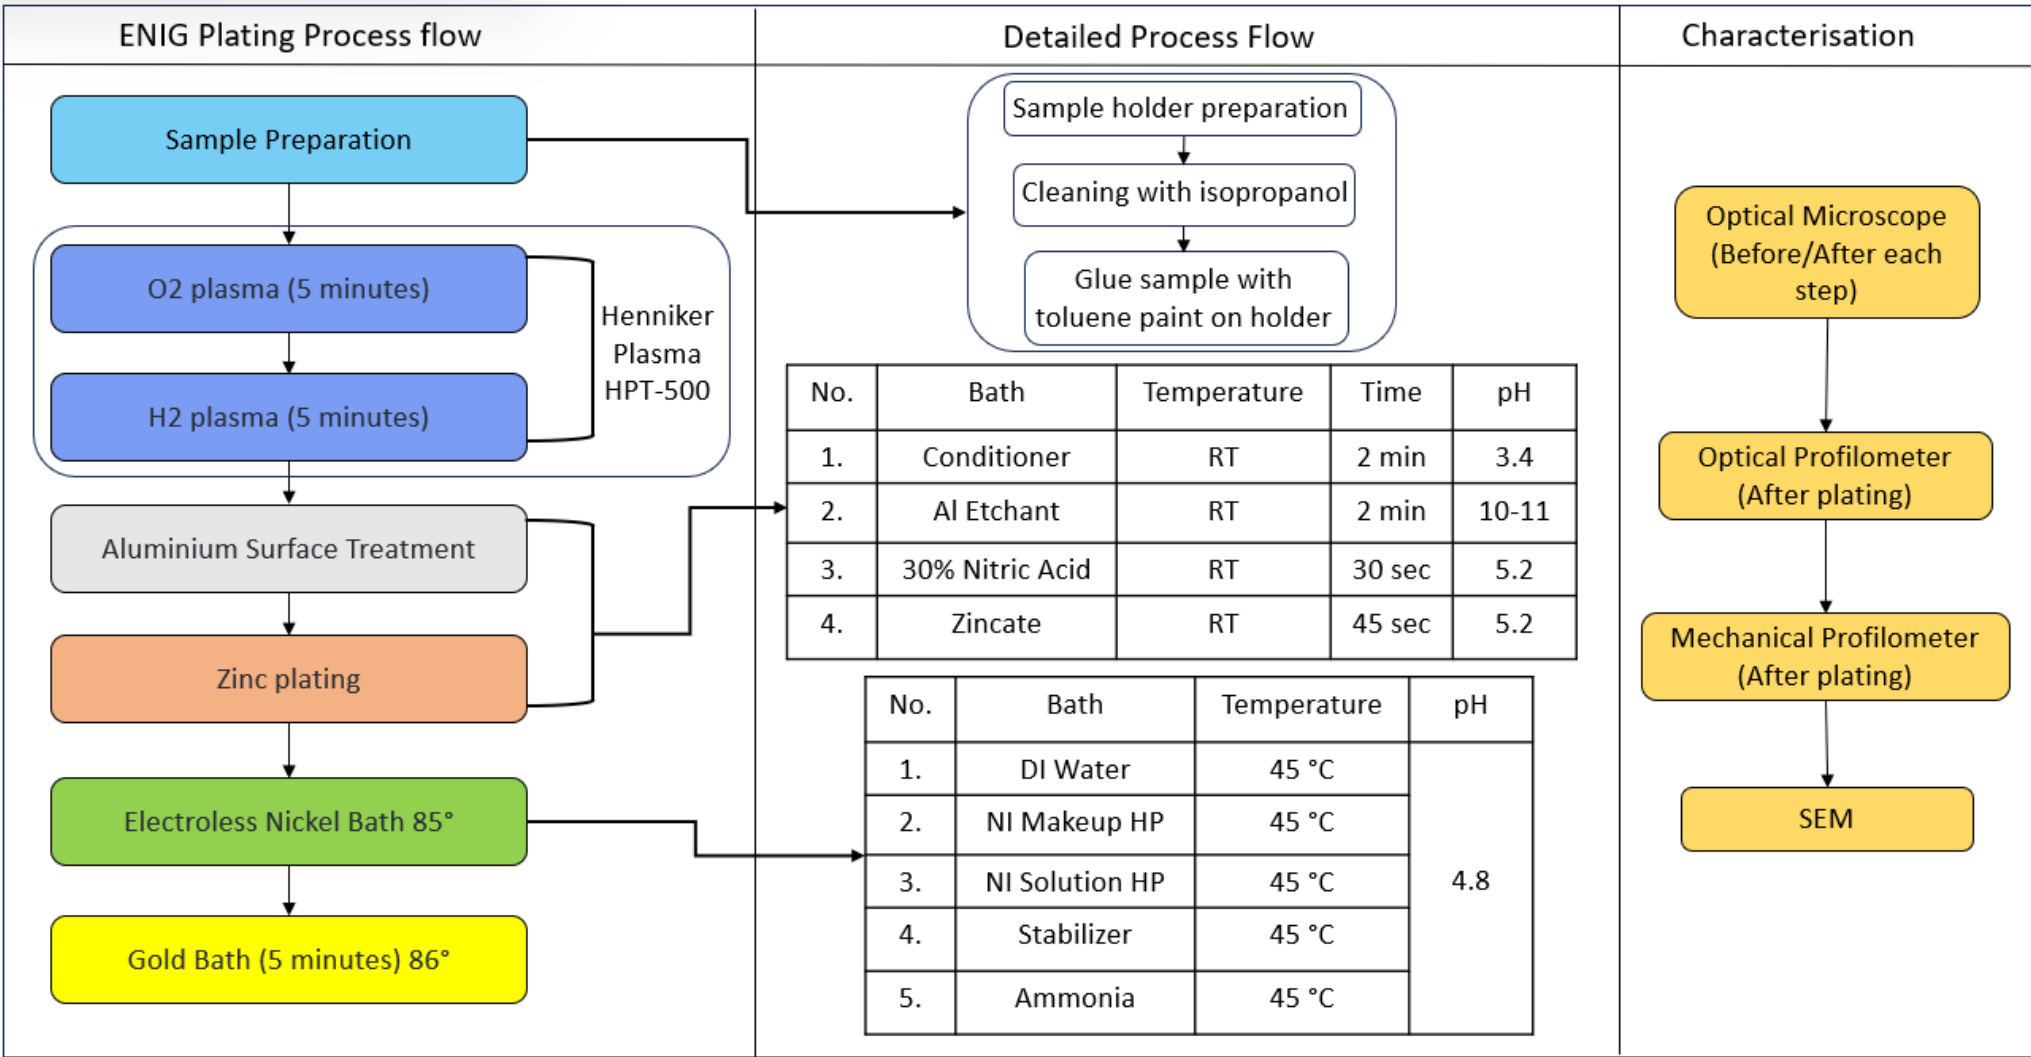 ENIG Plating Process flow
Detailed Process Flow
Characterisation
Sample Preparation
O2 plasma (5 minutes)
H2 plasma (5 minutes)
Henniker
Plasma
HPT-500
Aluminium Surface Treatment
Zinc plating
Electroless Nickel Bath 85°
Gold Bath (5 minutes) 86°
Sample holder preparation
Cleaning with isopropanol
Glue sample with
toluene paint on holder
No. Bath Temperature Time pH
1. Conditioner RT 2 min 3.4
2. Al Etchant RT 2 min 10-11
3. 30% Nitric Acid RT 30 sec 5.2
4. Zincate RT 45 sec 5.2
No. Bath Temperature pH
1. DI Water 45 °C
2. NI Makeup HP 45 °C
3. NI Solution HP 45 °C 4.8
4. Stabilizer 45 °C
5. Ammonia 45 °C
Optical Microscope
(Before/After each
step)
Optical Profilometer
(After plating)
Mechanical Profilometer
(After plating)
SEM